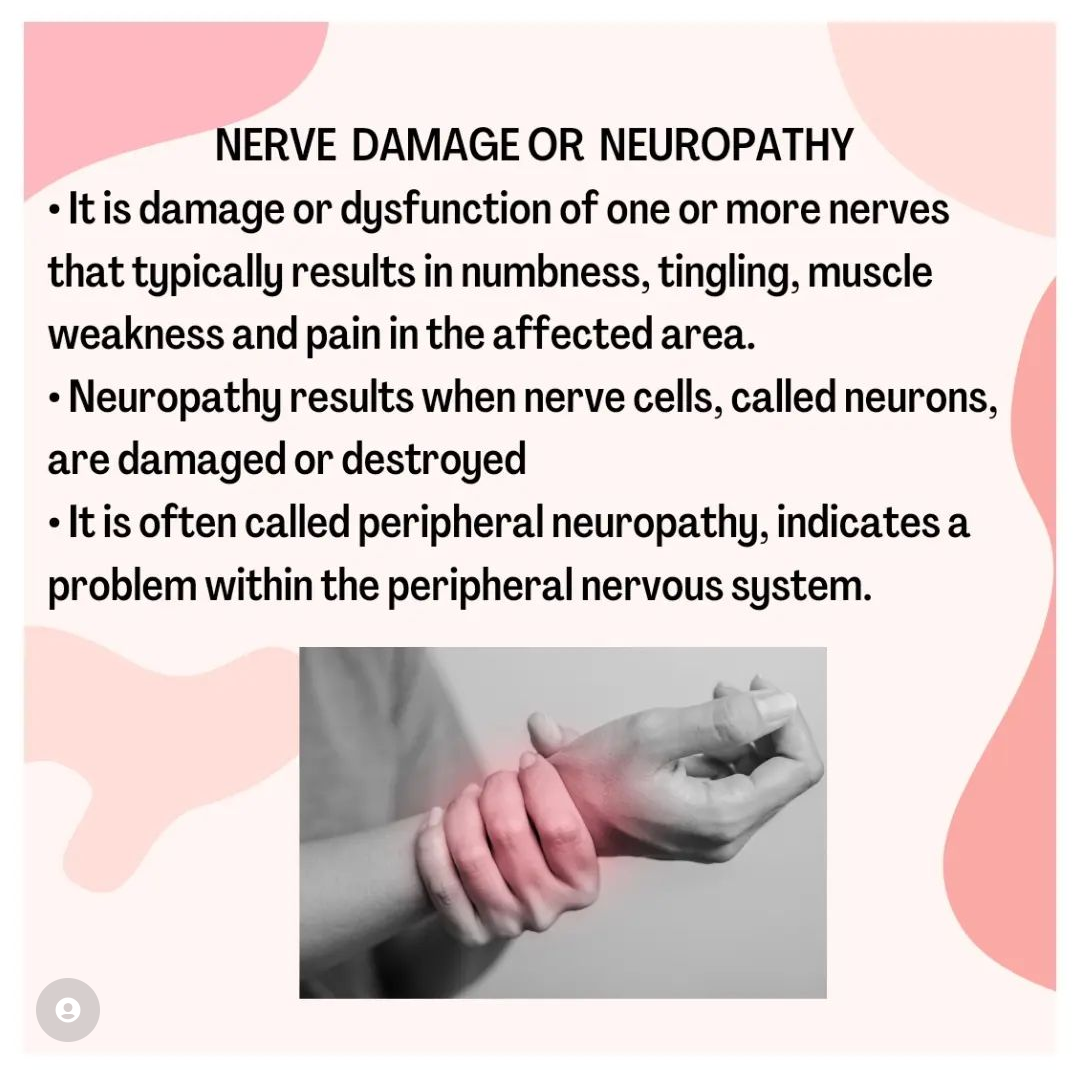 NERVE DAMAGE OR NEUROPATHY
• It is damage or dysfunction of one or more nerves
that typically results in numbness, tingling, muscle
weakness and pain in the affected area.
• Neuropathy results when nerve cells, called neurons,
are damaged or destroyed
• It is often called peripheral neuropathy, indicates a
problem within the peripheral nervous system.